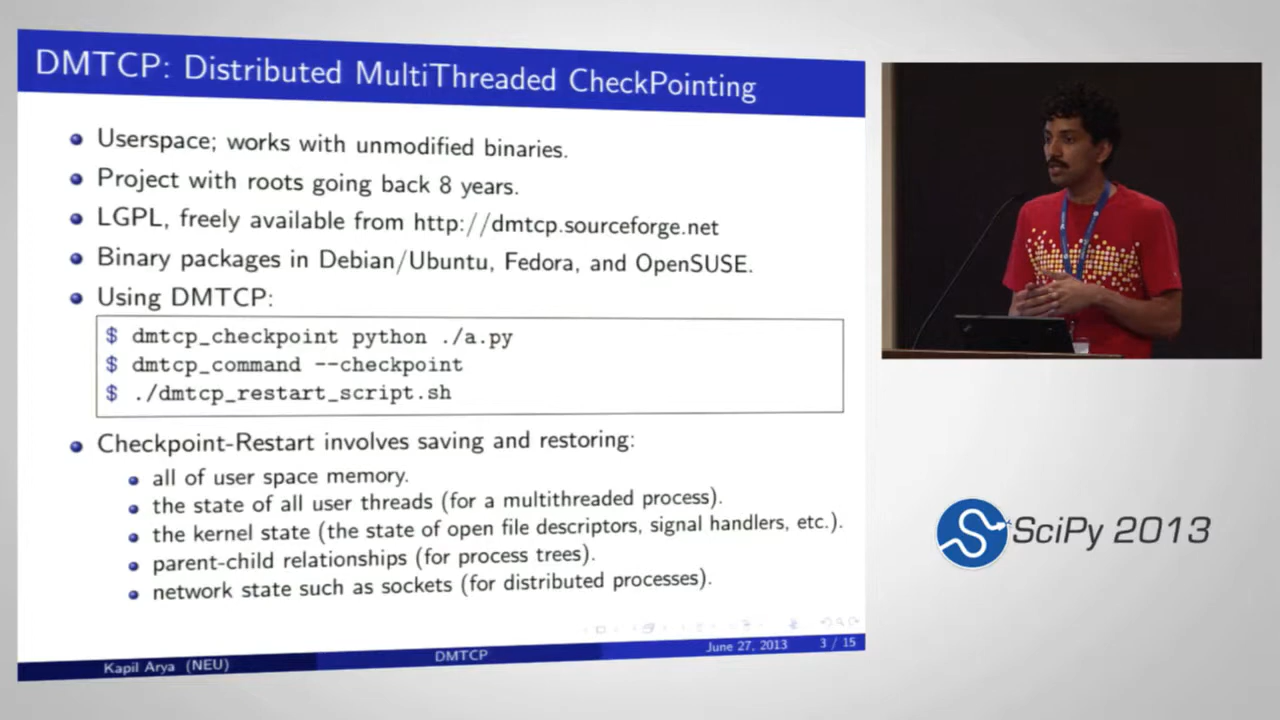 DMTCP: Distributed MultiThreaded CheckPointing
Userspace; works with unmodified binaries.
Project with roots going back 8 years.
LGPL, freely available from http://dmtcp.sourceforge.net
Binary packages in Debian/Ubuntu, Fedora, and OpenSUSE.
Using DMTCP:
$ dmtcp_checkpoint python ./a.py
$ dmtcp_command --checkpoint
$ ./dmtcp_restart_script.sh
Checkpoint-Restart involves saving and restoring:
all of user space memory.
the state of all user threads (for a multithreaded process).
the kernel state (the state of open file descriptors, signal handlers, etc.).
parent-child relationships (for process trees).
network state such as sockets (for distributed processes).
Kapil Arya (NEU) DMTCP June 27, 2013 3 / 15
SciPy 2013